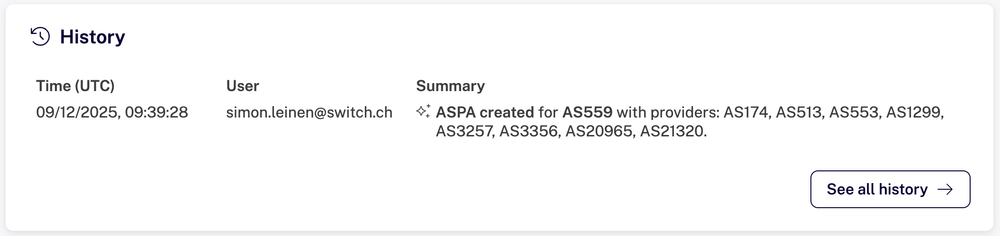 History
Time (UTC) User Summary
09/12/2025, 09:39:28 simon.leinen@switch.ch ASPA created for AS559 with providers: AS174, AS513, AS553, AS1299,
AS3257, AS3356, AS20965, AS21320.
See all history